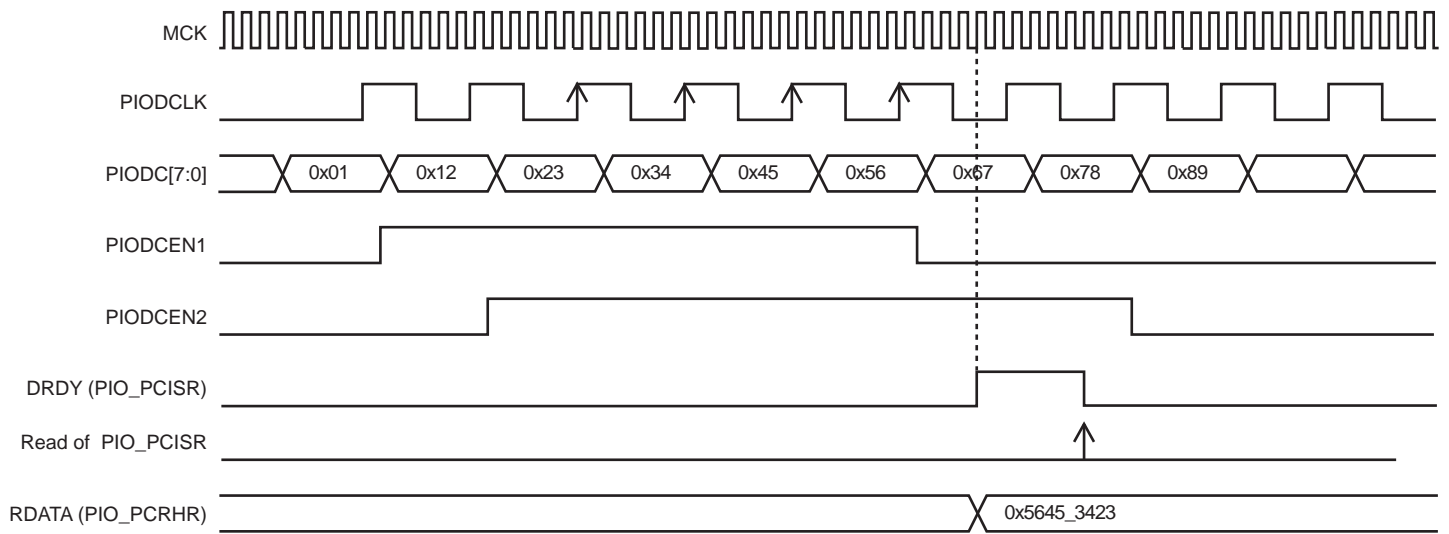 MCK
PIODCLK
PIODC[7:0] 0x01 0x12 0x23 0x34 0x45 0x56 0x67 0x78 0x89
PIODCEN1
PIODCEN2
DRDY (PIO_PCISR)
Read of PIO_PCISR
RDATA (PIO_PCRHR) 0x5645_3423